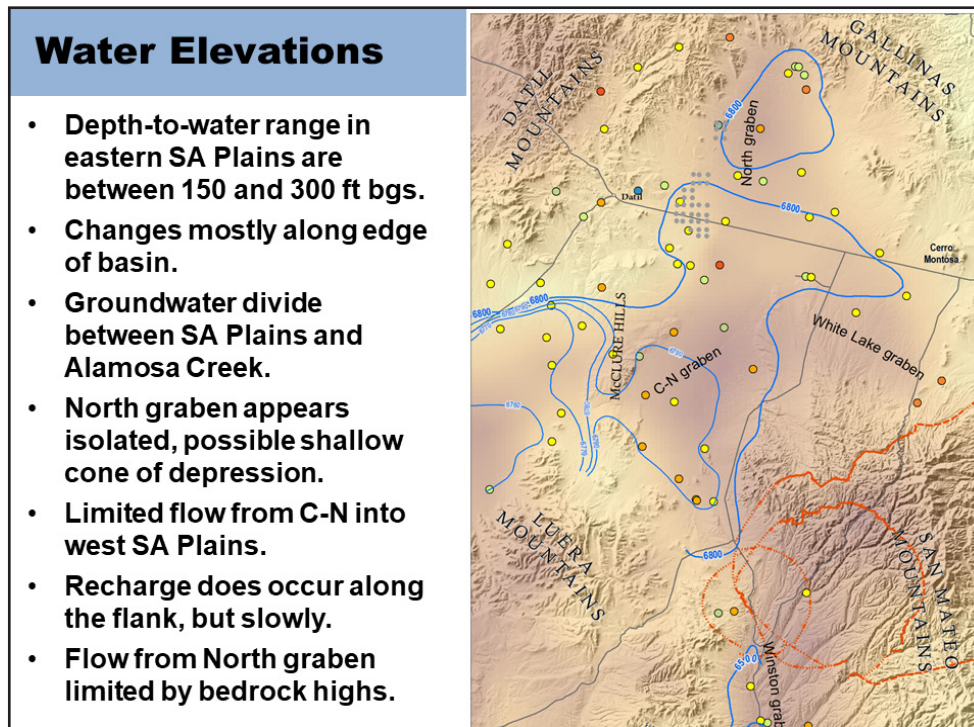 Water Elevations
• Depth-to-water range in
eastern SA Plains are
between 150 and 300 ft bgs.
• Changes mostly along edge
of basin.
• Groundwater divide
between SA Plains and
Alamosa Creek.
• North graben appears
isolated, possible shallow
cone of depression.
• Limited flow from C-N into
west SA Plains.
• Recharge does occur along
the flank, but slowly.
• Flow from North graben
limited by bedrock highs.
DATIL
MOUNTAINS
GALLINAS
MOUNTAINS
6800
North graben
Datil
6800
Cerro
Montosa
6800
McCLURE HILLS
C-N graben
White Lake graben
6760
6770
6790
LUERA
MOUNTAINS
6800
SAN MATEO
MOUNTAINS
6500
Winston grab